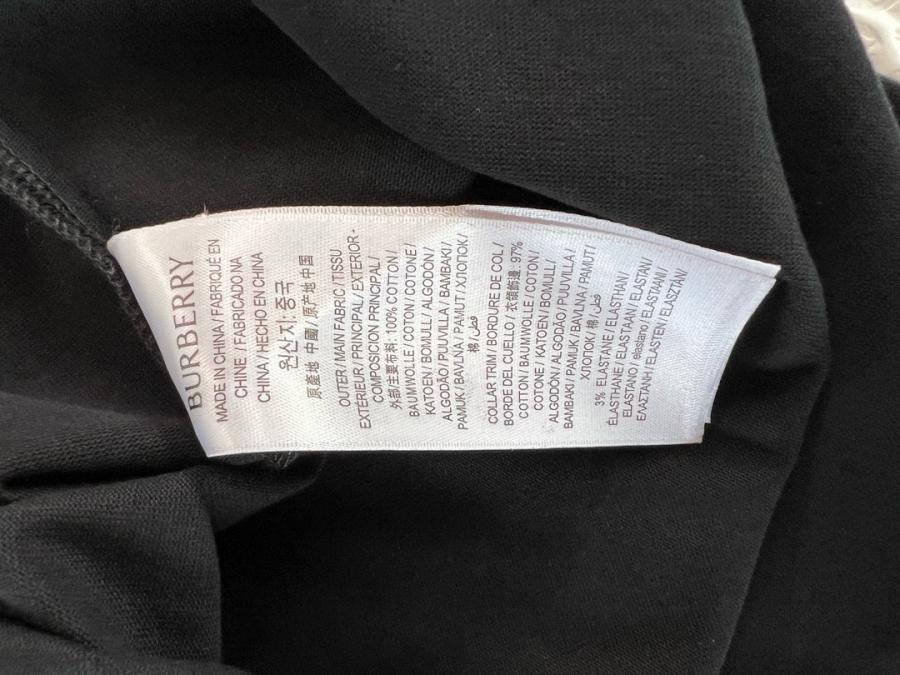 BURBERRY
MADE IN CHINA / FABRIQUÉ EN
CHINE / FABRICADO NA
CHINA / HECHO EN CHINA
원산지: 중국
原產地 中國 / 原产地 中国
OUTER / MAIN FABRIC / TISSU
EXTÉRIEUR / PRINCIPAL / EXTERIOR -
COMPOSICIÓN PRINCIPAL /
外部/主要布料: 100% COTTON /
BAUMWOLLE / COTON / COTONE /
KATOEN / BOMULL / ALGODÓN /
ALGODÃO / PUUVILLA / BAMBAKI /
PAMUK / BAVLNA / PAMUT / ХЛОПОК /
棉 / قطن
COLLAR TRIM / BORDURE DE COL /
BORDE DEL CUELLO / 衣領飾邊: 97%
COTTON / BAUMWOLLE / COTON /
COTONE / KATOEN / BOMULL /
ALGODÓN / ALGODÃO / PUUVILLA /
BAMBAKI / PAMUK / BAVLNA / PAMUT /
ХЛОПОК / 棉 / قطن
3% ELASTANE / ELASTHAN /
ÉLASTHANE / ELASTAAN / ELASTAN /
ELASTANO / elastano / ELASTAANI /
ΕΛΑΣΤΑΝΗ / ELASTEN / ELASZTÁN /